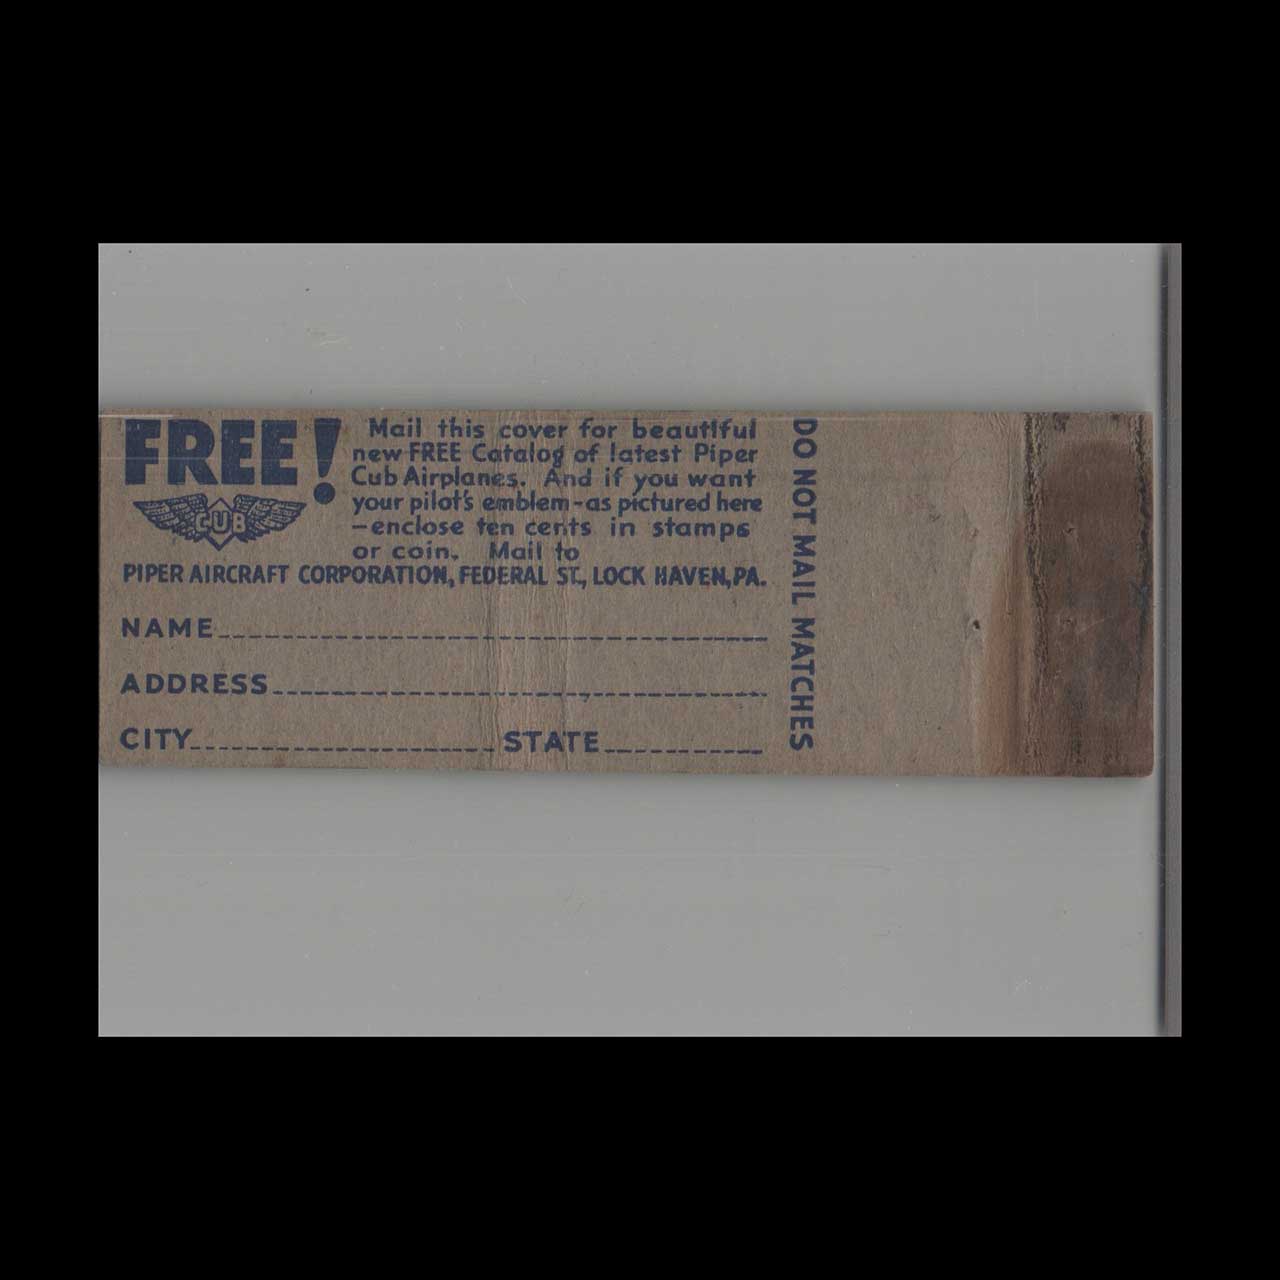 FREE!
Mail this cover for beautiful
new FREE Catalog of latest Piper
Cub Airplanes. And if you want
your pilot's emblem-as pictured here
-enclose ten cents in stamps
or coin. Mail to
CUB
PIPER AIRCRAFT CORPORATION, FEDERAL ST., LOCK HAVEN, PA.
NAME
ADDRESS
CITY STATE
DO NOT MAIL MATCHES